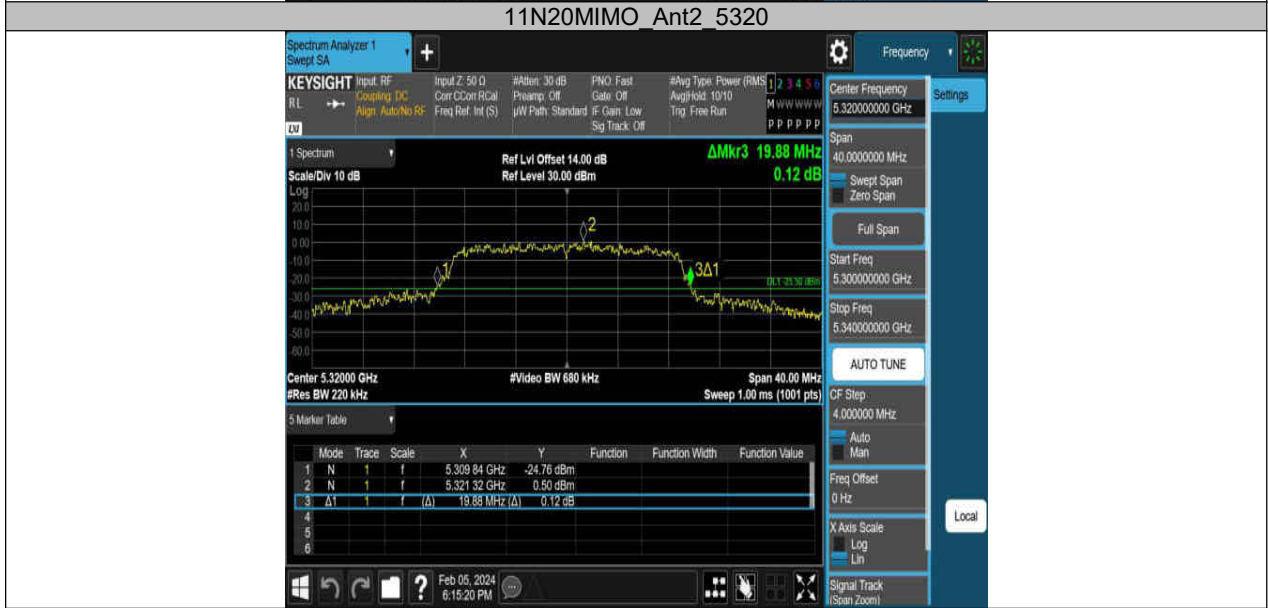 11N20MIMO_Ant2_5320
Spectrum Analyzer 1
Swept SA
+
Frequency
KEYSIGHT
RL
Input: RF
Coupling: DC
Align: Auto/No RF
Input Z: 50 Ω
Corr CCorr RCal
Freq Ref: Int (S)
#Atten: 30 dB
Preamp: Off
µW Path: Standard
PNO: Fast
Gate: Off
IF Gain: Low
Sig Track: Off
#Avg Type: Power (RMS
Avg|Hold: 10/10
Trig: Free Run
1 2 3 4 5 6
M W W W W W
P P P P P P
Center Frequency
5.320000000 GHz
Settings
Span
40.0000000 MHz
Swept Span
Zero Span
Full Span
Start Freq
5.300000000 GHz
Stop Freq
5.340000000 GHz
AUTO TUNE
CF Step
4.000000 MHz
Auto
Man
Freq Offset
0 Hz
X Axis Scale
Log
Lin
Signal Track
(Span Zoom)
Local
1 Spectrum
Scale/Div 10 dB
Ref Lvl Offset 14.00 dB
Ref Level 30.00 dBm
ΔMkr3 19.88 MHz
0.12 dB
Log
20.0
10.0
0.00
-10.0
-20.0
-30.0
-40.0
-50.0
-60.0
1
2
3Δ1
DL1 -25.50 dBm
Center 5.32000 GHz
#Video BW 680 kHz
Span 40.00 MHz
#Res BW 220 kHz
Sweep 1.00 ms (1001 pts)
5 Marker Table
Mode Trace Scale X Y Function Function Width Function Value
1 N 1 f 5.309 84 GHz -24.76 dBm
2 N 1 f 5.321 32 GHz 0.50 dBm
3 Δ1 1 f (Δ) 19.88 MHz (Δ) 0.12 dB
4
5
6
?
Feb 05, 2024
6:15:20 PM